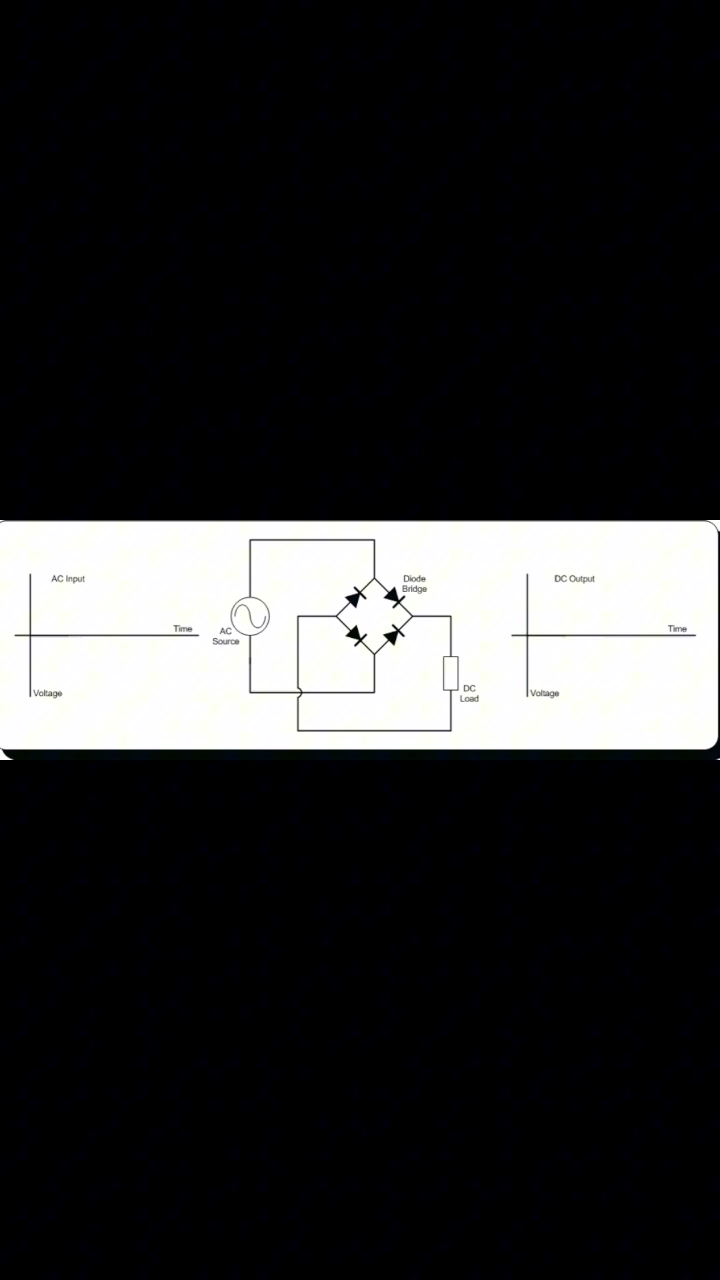 AC Input
Time
Voltage
AC
Source
Diode
Bridge
DC
Load
DC Output
Time
Voltage